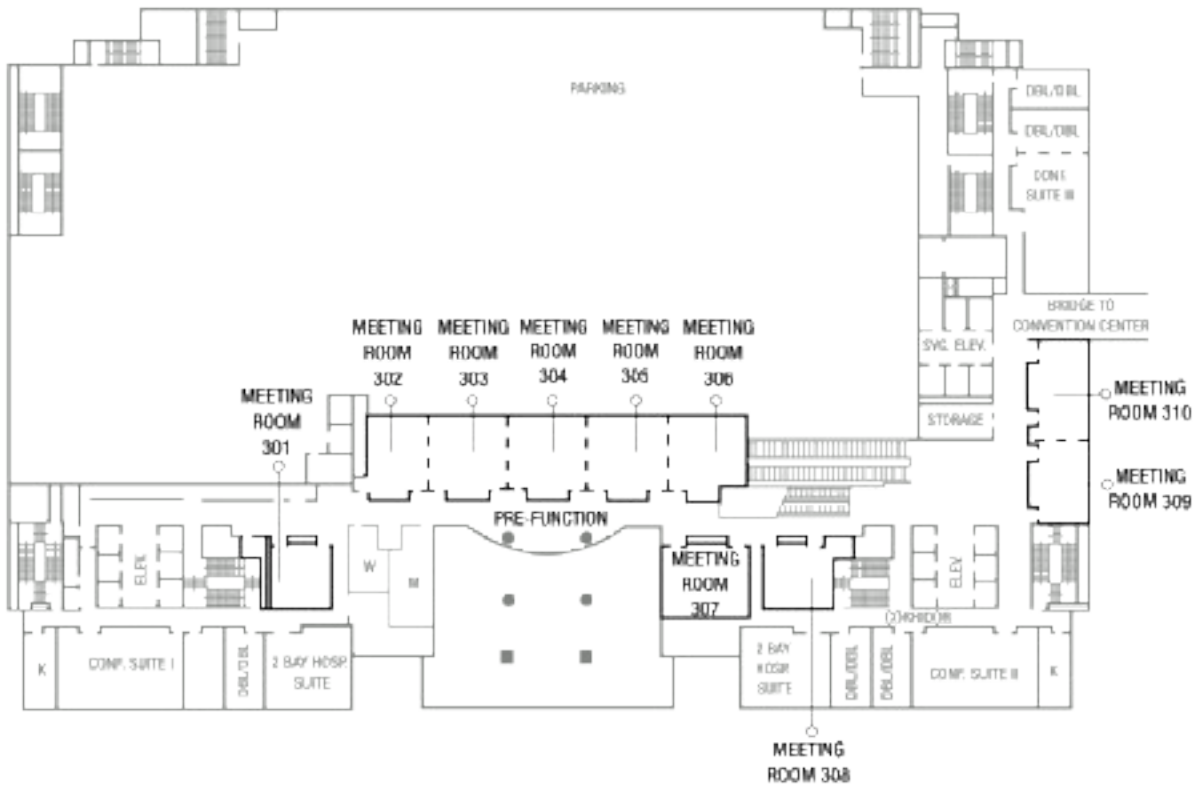 PARKING
DBL/DBL
DBL/DBL
CONF.
SUITE III
BRIDGE TO
CONVENTION CENTER
MEETING
ROOM
302
MEETING
ROOM
303
MEETING
ROOM
304
MEETING
ROOM
305
MEETING
ROOM
306
SVC. ELEV.
MEETING
ROOM
301
MEETING
ROOM 310
STORAGE
MEETING
ROOM 309
PRE-FUNCTION
ELEV.
W
M
MEETING
ROOM
307
ELEV.
CORRIDOR
K
CONF. SUITE I
DBL/DBL
2 BAY HOSP.
SUITE
2 BAY
HOSP.
SUITE
DBL/DBL
DBL/DBL
CONF. SUITE II
K
MEETING
ROOM 308